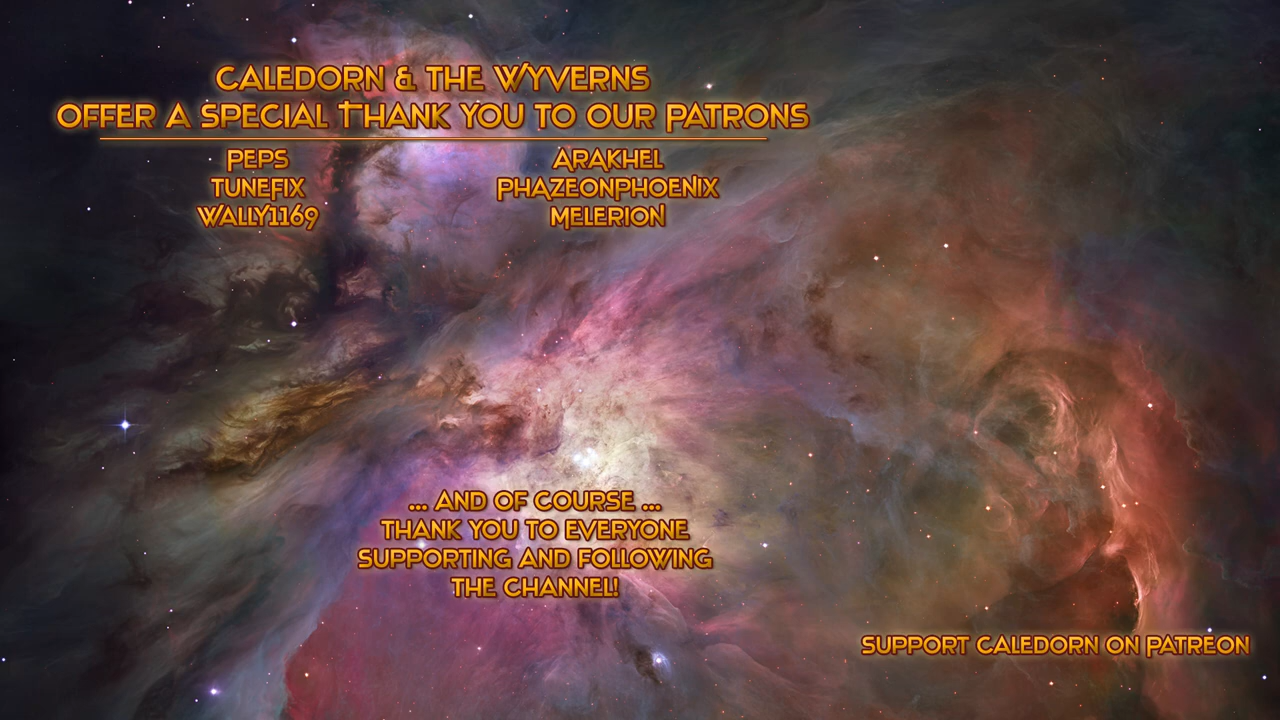 CALEDORN & THE WYVERNS
OFFER A SPECIAL THANK YOU TO OUR PATRONS
PEPS
TUNEFIX
WALLY1169
ARAKHEL
PHAZEONPHOENIX
MELERION
... AND OF COURSE ...
THANK YOU TO EVERYONE
SUPPORTING AND FOLLOWING
THE CHANNEL!
SUPPORT CALEDORN ON PATREON